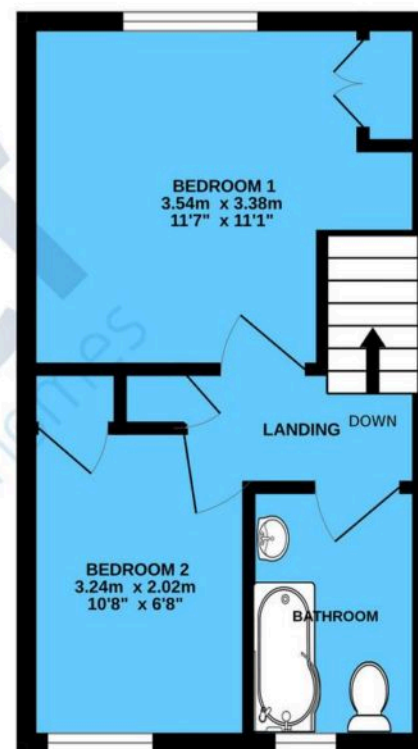 BEDROOM 1
3.54m x 3.38m
11'7" x 11'1"
LANDING
DOWN
BEDROOM 2
3.24m x 2.02m
10'8" x 6'8"
BATHROOM